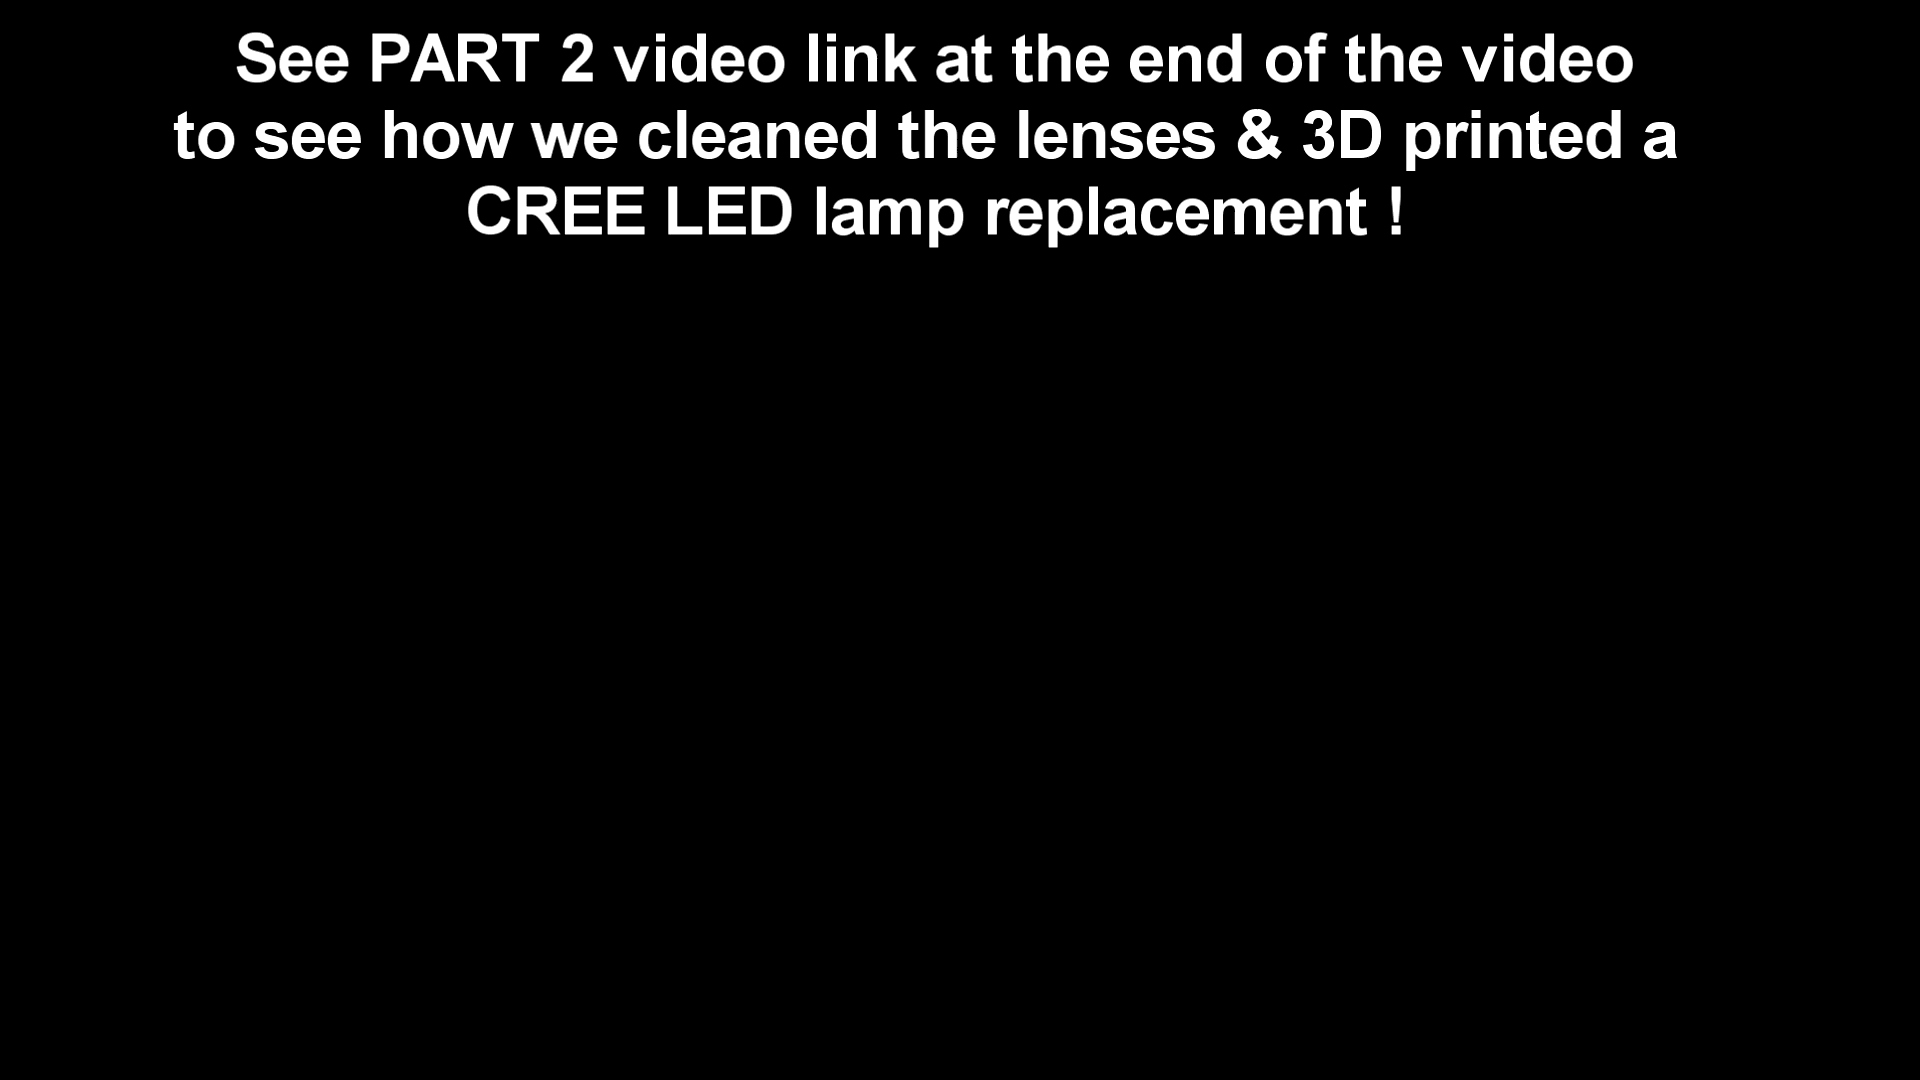 See PART 2 video link at the end of the video
to see how we cleaned the lenses & 3D printed a
CREE LED lamp replacement !